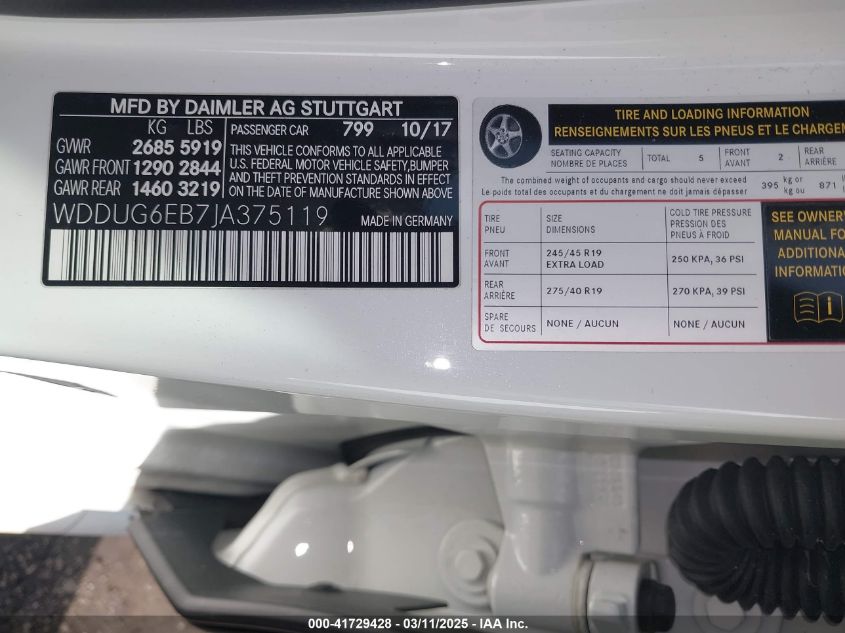 MFD BY DAIMLER AG STUTTGART
KG LBS PASSENGER CAR 799 10/17
GVWR 2685 5919
GAWR FRONT 1290 2844
GAWR REAR 1460 3219
THIS VEHICLE CONFORMS TO ALL APPLICABLE
U.S. FEDERAL MOTOR VEHICLE SAFETY, BUMPER
AND THEFT PREVENTION STANDARDS IN EFFECT
ON THE DATE OF MANUFACTURE SHOWN ABOVE
WDDUG6EB7JA375119 MADE IN GERMANY
TIRE AND LOADING INFORMATION
RENSEIGNEMENTS SUR LES PNEUS ET LE CHARGEM
SEATING CAPACITY
NOMBRE DE PLACES
TOTAL 5
FRONT
AVANT
2
REAR
ARRIÈRE
The combined weight of occupants and cargo should never exceed
Le poids total des occupants et du chargement ne doit jamais dépasser
395 kg or
kg ou
871
TIRE
PNEU
SIZE
DIMENSIONS
COLD TIRE PRESSURE
PRESSION DES
PNEUS À FROID
FRONT
AVANT
245/45 R19
EXTRA LOAD
250 KPA, 36 PSI
REAR
ARRIÈRE
275/40 R19
270 KPA, 39 PSI
SPARE
DE SECOURS
NONE / AUCUN
NONE / AUCUN
SEE OWNER'
MANUAL FO
ADDITIONA
INFORMATIO
000-41729428 - 03/11/2025 - IAA Inc.